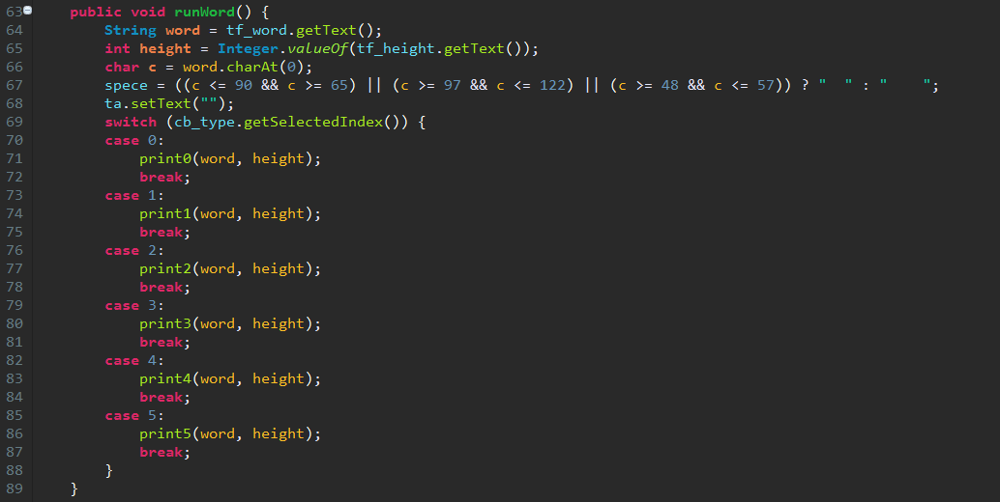 63 public void runWord() {
64 String word = tf_word.getText();
65 int height = Integer.valueOf(tf_height.getText());
66 char c = word.charAt(0);
67 spece = ((c <= 90 && c >= 65) || (c >= 97 && c <= 122) || (c >= 48 && c <= 57)) ? "  " : "    ";
68 ta.setText("");
69 switch (cb_type.getSelectedIndex()) {
70 case 0:
71 print0(word, height);
72 break;
73 case 1:
74 print1(word, height);
75 break;
76 case 2:
77 print2(word, height);
78 break;
79 case 3:
80 print3(word, height);
81 break;
82 case 4:
83 print4(word, height);
84 break;
85 case 5:
86 print5(word, height);
87 break;
88 }
89 }